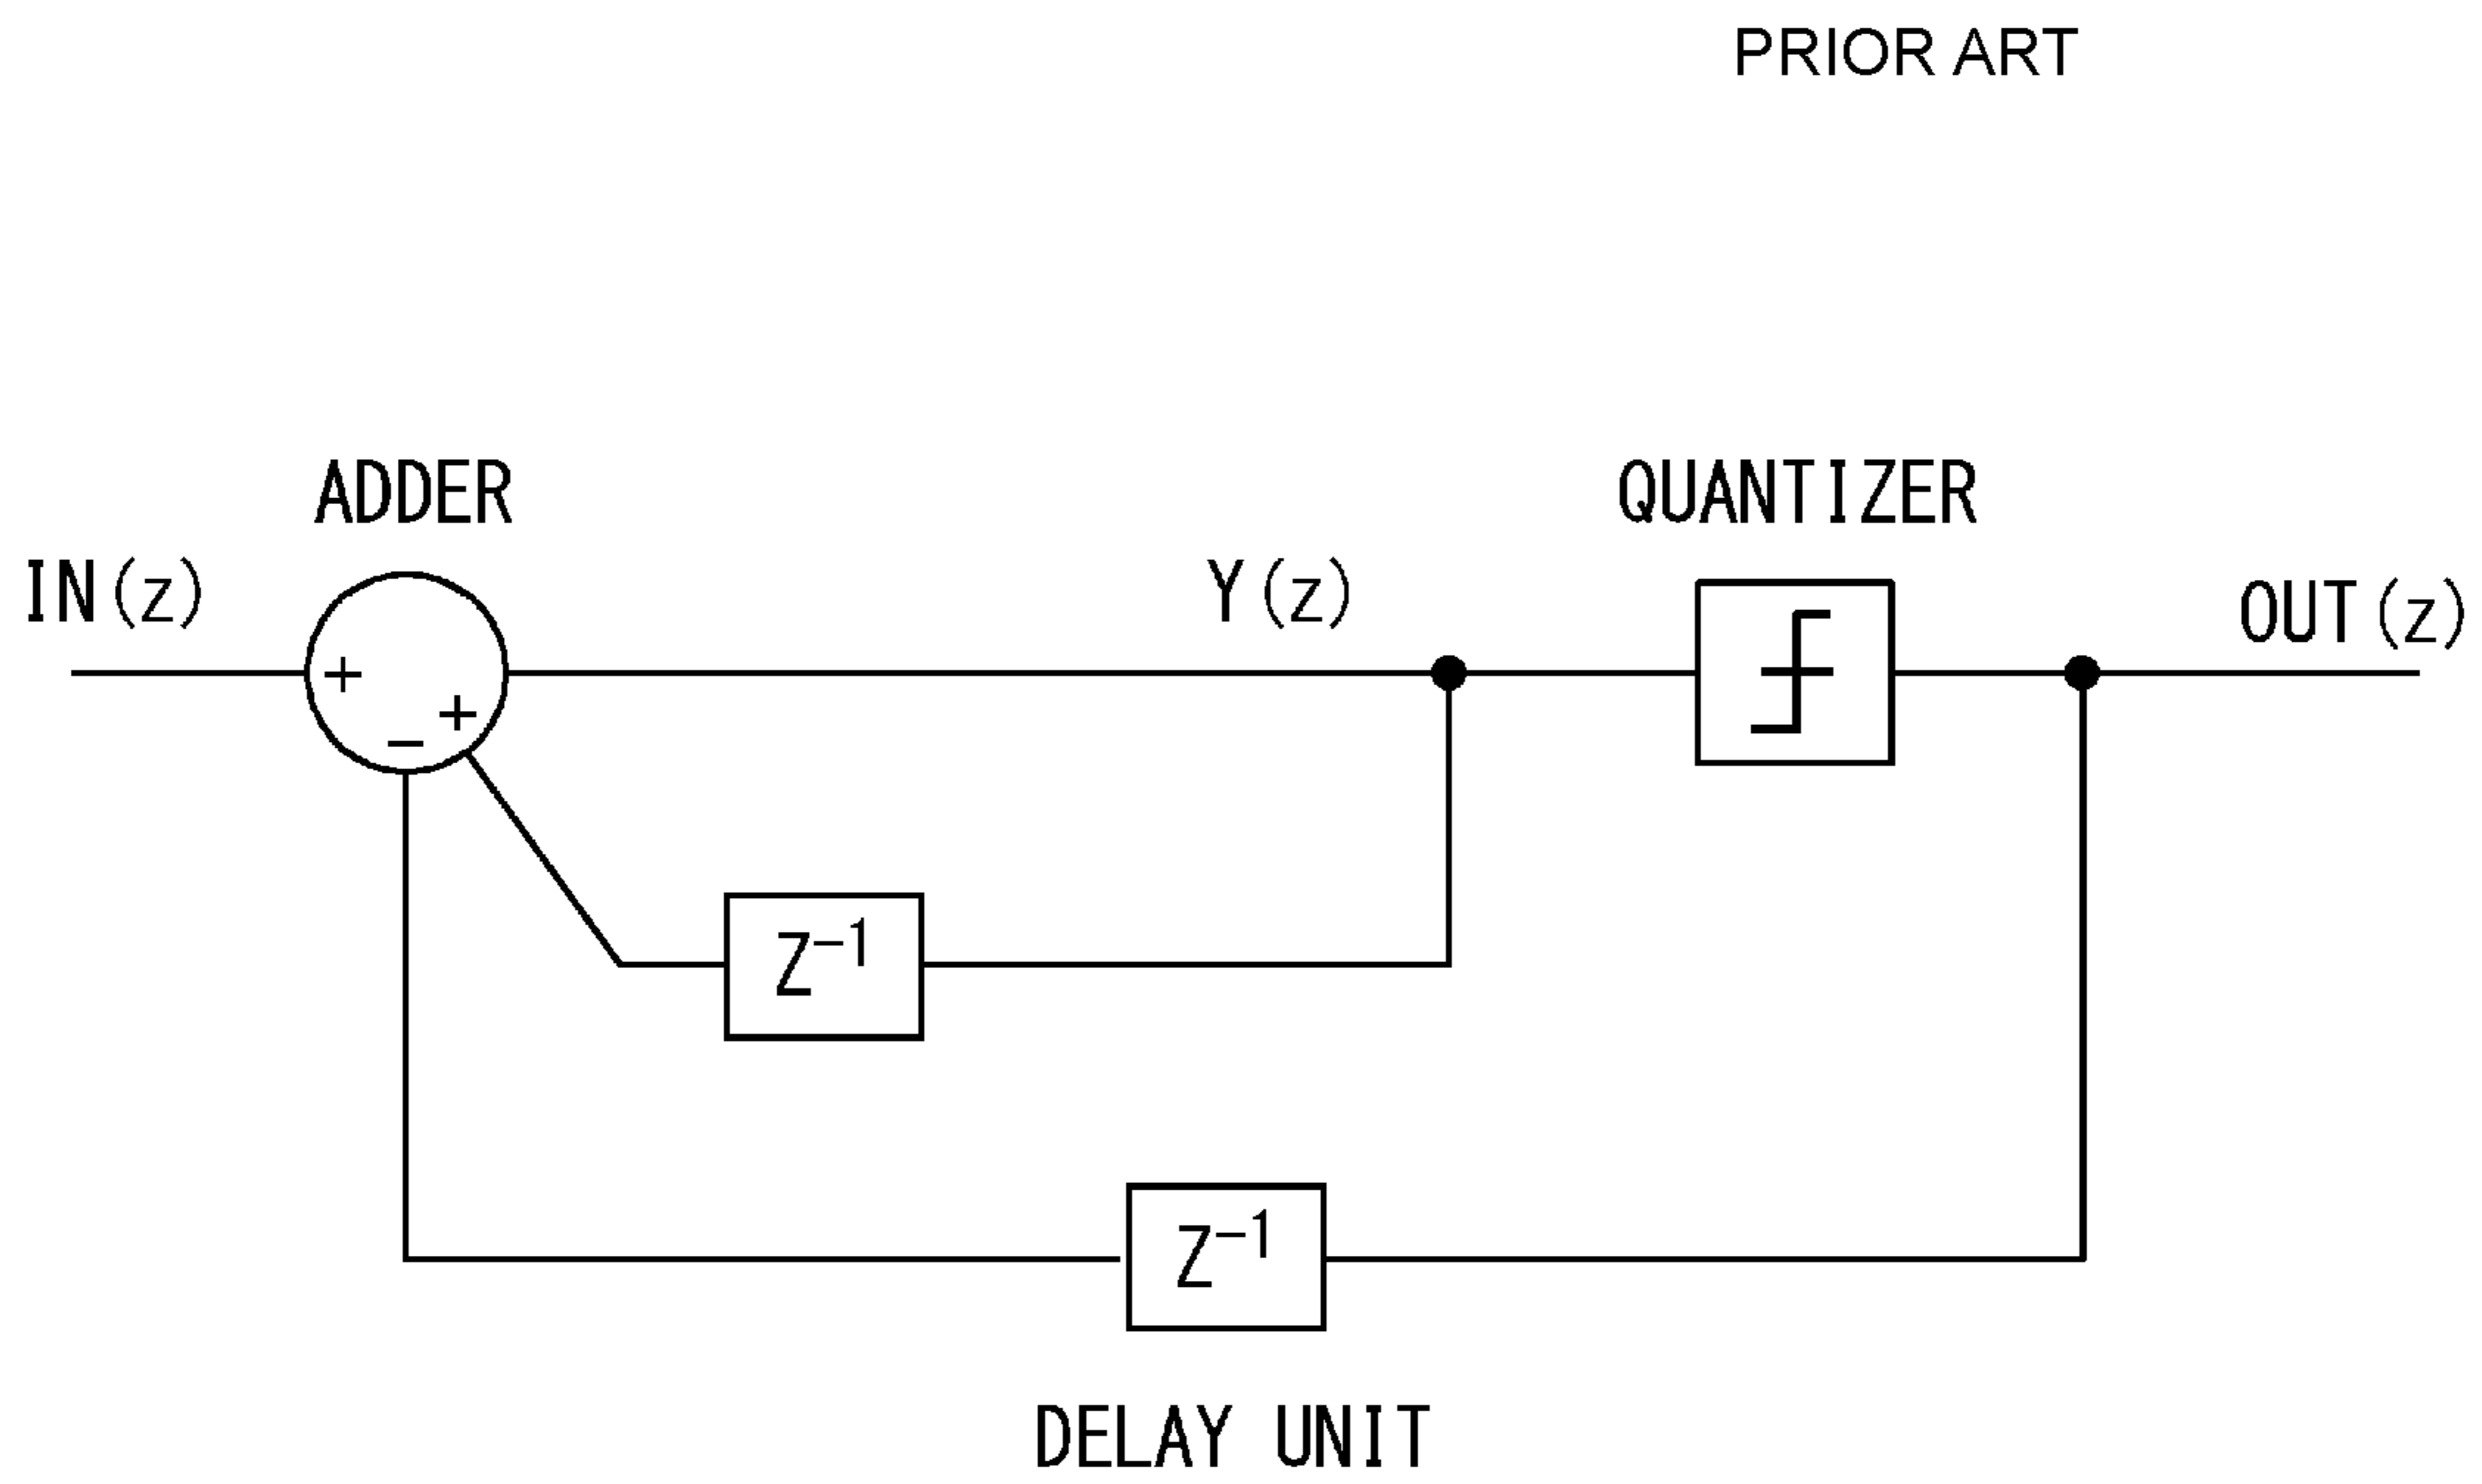 PRIOR ART
ADDER
QUANTIZER
IN(z)
Y(z)
OUT(z)
+
+
−
Z⁻¹
Z⁻¹
DELAY UNIT